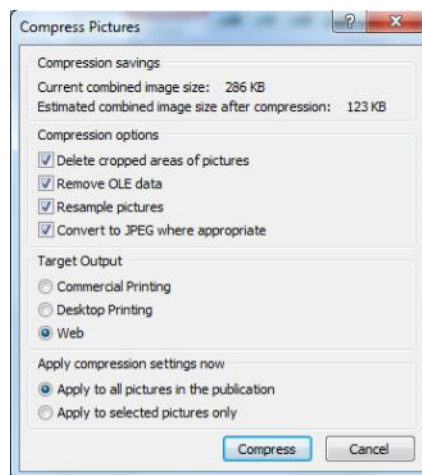 Compress Pictures
Compression savings
Current combined image size: 286 KB
Estimated combined image size after compression: 123 KB
Compression options
Delete cropped areas of pictures
Remove OLE data
Resample pictures
Convert to JPEG where appropriate
Target Output
Commercial Printing
Desktop Printing
Web
Apply compression settings now
Apply to all pictures in the publication
Apply to selected pictures only
Compress Cancel